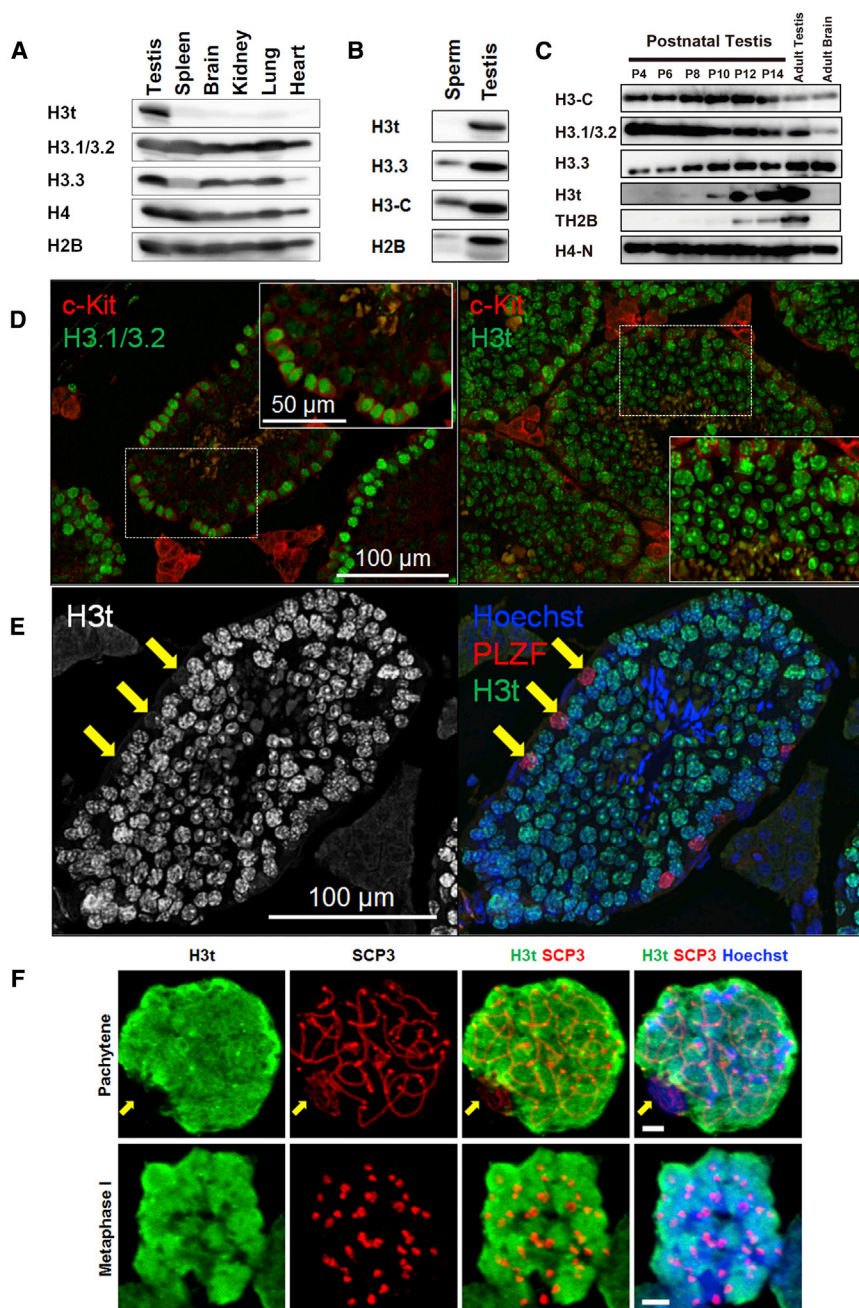 A
Testis
Spleen
Brain
Kidney
Lung
Heart
H3t
H3.1/3.2
H3.3
H4
H2B
B
Sperm
Testis
H3t
H3.3
H3-C
H2B
C
Postnatal Testis
Adult Testis
Adult Brain
P4 P6 P8 P10 P12 P14
H3-C
H3.1/3.2
H3.3
H3t
TH2B
H4-N
D
c-Kit
H3.1/3.2
50 µm
100 µm
c-Kit
H3t
E
H3t
100 µm
Hoechst
PLZF
H3t
F
H3t SCP3 H3t SCP3 H3t SCP3 Hoechst
Pachytene
Metaphase I